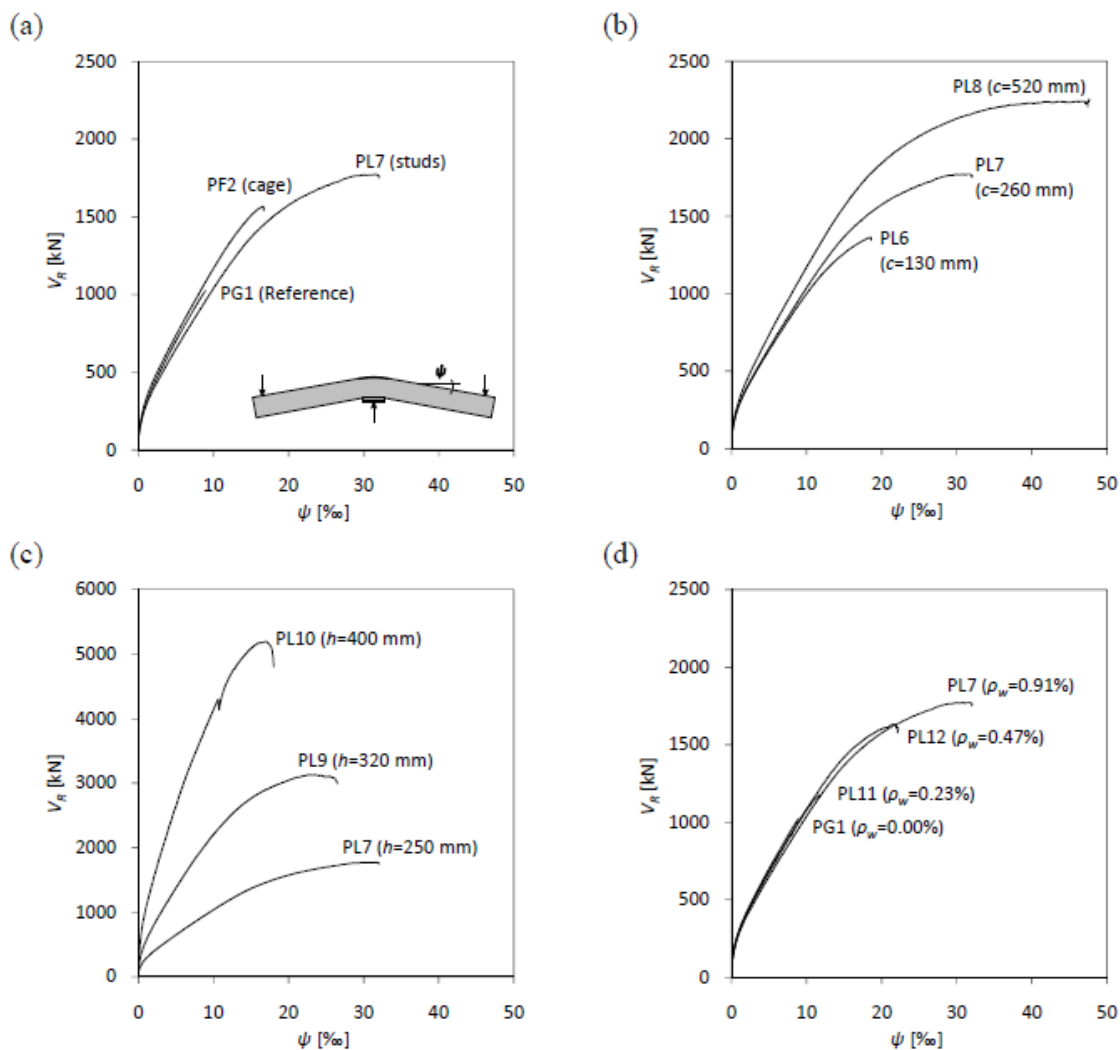 (a)
2500
2000
1500
1000
500
0
V_R [kN]
PL7 (studs)
PF2 (cage)
PG1 (Reference)
ψ
0 10 20 30 40 50
ψ [‰]
(b)
2500
2000
1500
1000
500
0
V_R [kN]
PL8 (c=520 mm)
PL7
(c=260 mm)
PL6
(c=130 mm)
0 10 20 30 40 50
ψ [‰]
(c)
6000
5000
4000
3000
2000
1000
0
V_R [kN]
PL10 (h=400 mm)
PL9 (h=320 mm)
PL7 (h=250 mm)
0 10 20 30 40 50
ψ [‰]
(d)
2500
2000
1500
1000
500
0
V_R [kN]
PL7 (ρ_w=0.91%)
PL12 (ρ_w=0.47%)
PL11 (ρ_w=0.23%)
PG1 (ρ_w=0.00%)
0 10 20 30 40 50
ψ [‰]